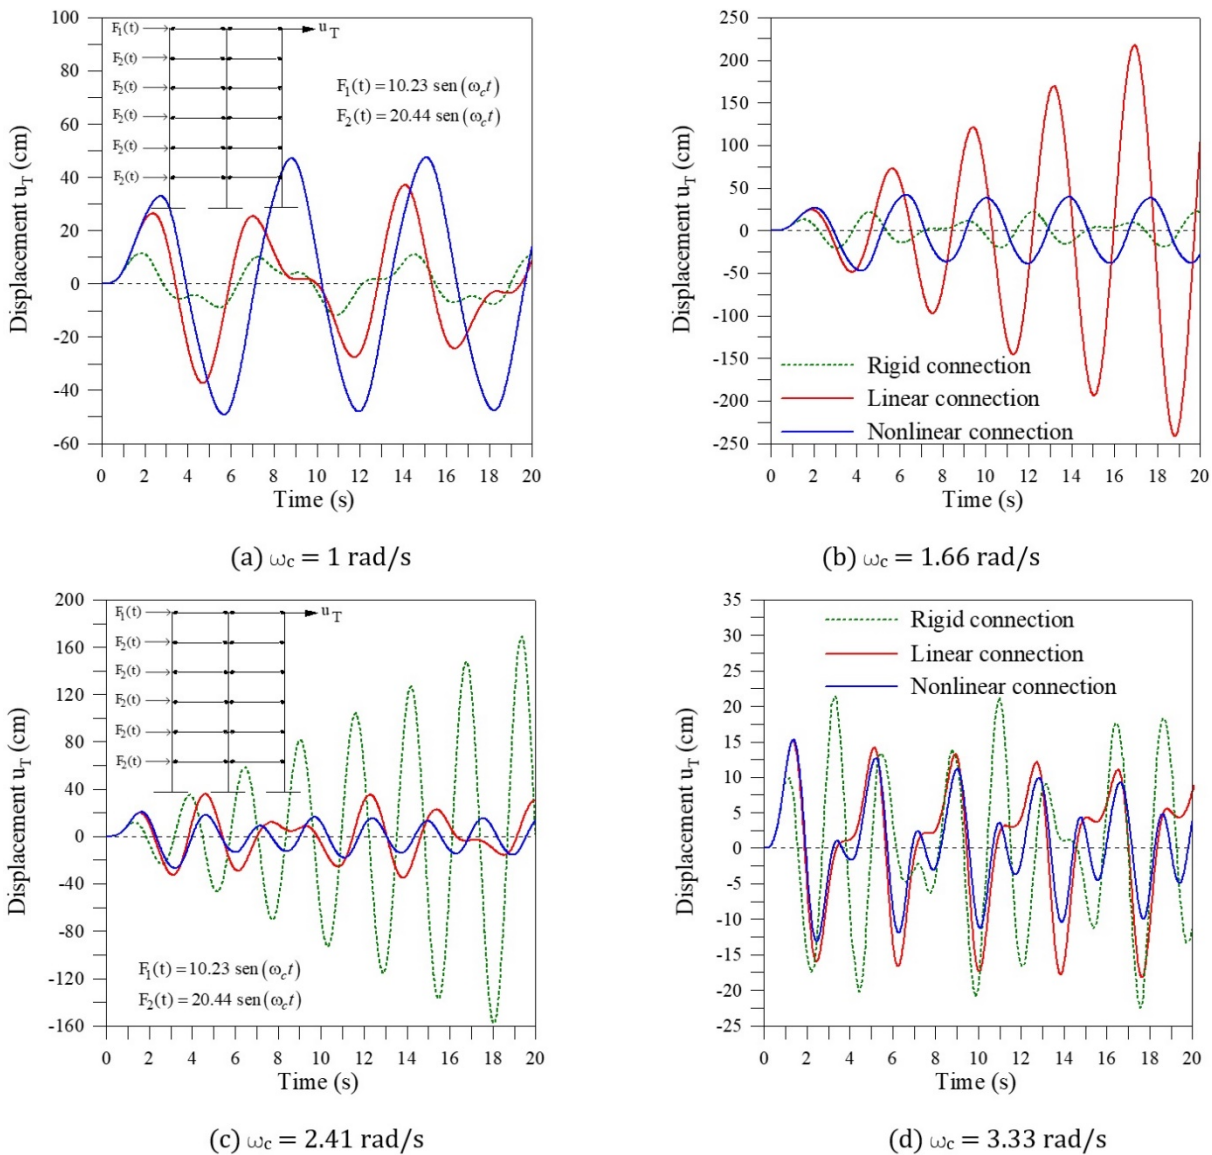 100
80
60
40
20
0
-20
-40
-60
Displacement u_T (cm)
F₁(t)
F₂(t)
F₂(t)
F₂(t)
F₂(t)
F₂(t)
u_T
F₁(t) = 10.23 sen(ω_c t)
F₂(t) = 20.44 sen(ω_c t)
0 2 4 6 8 10 12 14 16 18 20
Time (s)
(a) ω_c = 1 rad/s
250
200
150
100
50
0
-50
-100
-150
-200
-250
Displacement u_T (cm)
Rigid connection
Linear connection
Nonlinear connection
0 2 4 6 8 10 12 14 16 18 20
Time (s)
(b) ω_c = 1.66 rad/s
200
160
120
80
40
0
-40
-80
-120
-160
Displacement u_T (cm)
F₁(t)
F₂(t)
F₂(t)
F₂(t)
F₂(t)
F₂(t)
u_T
F₁(t) = 10.23 sen(ω_c t)
F₂(t) = 20.44 sen(ω_c t)
0 2 4 6 8 10 12 14 16 18 20
Time (s)
(c) ω_c = 2.41 rad/s
35
30
25
20
15
10
5
0
-5
-10
-15
-20
-25
Displacement u_T (cm)
Rigid connection
Linear connection
Nonlinear connection
0 2 4 6 8 10 12 14 16 18 20
Time (s)
(d) ω_c = 3.33 rad/s